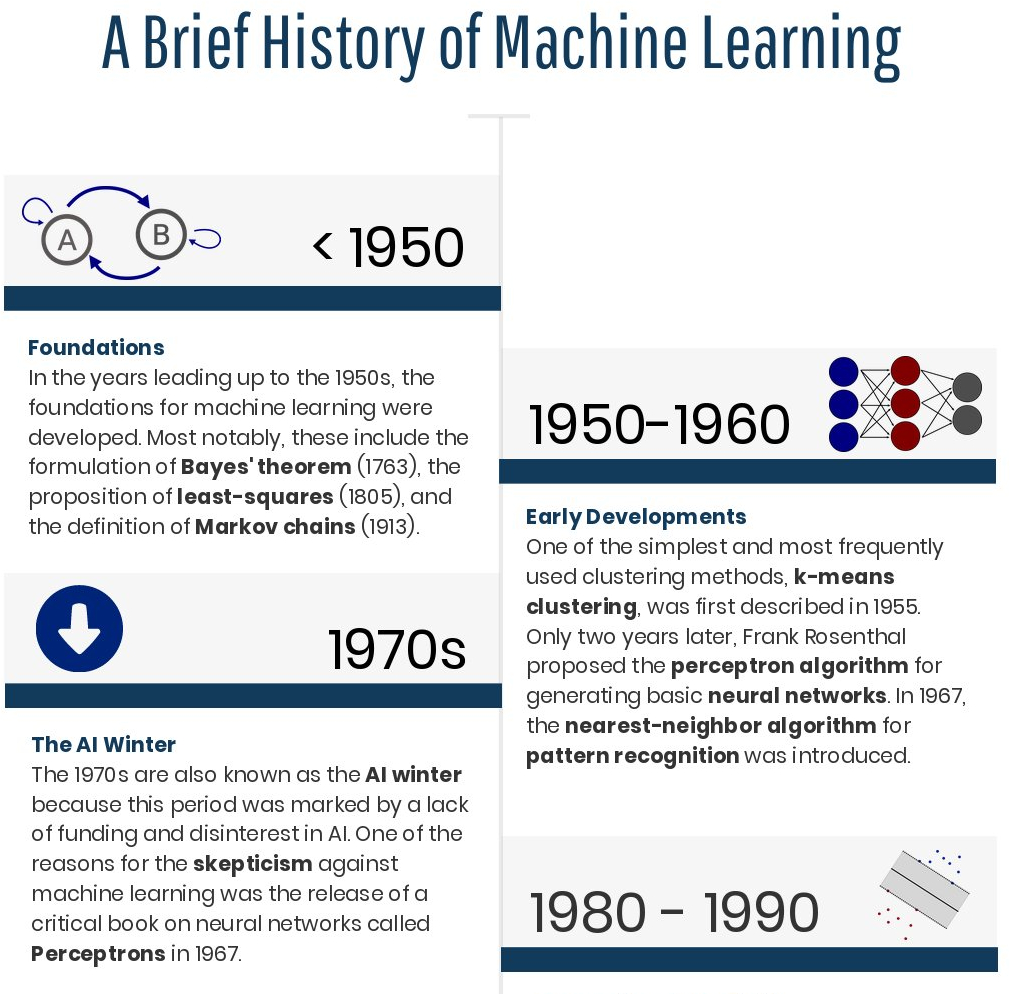 A Brief History of Machine Learning
A
B
< 1950
Foundations
In the years leading up to the 1950s, the
foundations for machine learning were
developed. Most notably, these include the
formulation of Bayes' theorem (1763), the
proposition of least-squares (1805), and
the definition of Markov chains (1913).
1950-1960
Early Developments
One of the simplest and most frequently
used clustering methods, k-means
clustering, was first described in 1955.
Only two years later, Frank Rosenthal
proposed the perceptron algorithm for
generating basic neural networks. In 1967,
the nearest-neighbor algorithm for
pattern recognition was introduced.
1970s
The AI Winter
The 1970s are also known as the AI winter
because this period was marked by a lack
of funding and disinterest in AI. One of the
reasons for the skepticism against
machine learning was the release of a
critical book on neural networks called
Perceptrons in 1967.
1980 - 1990